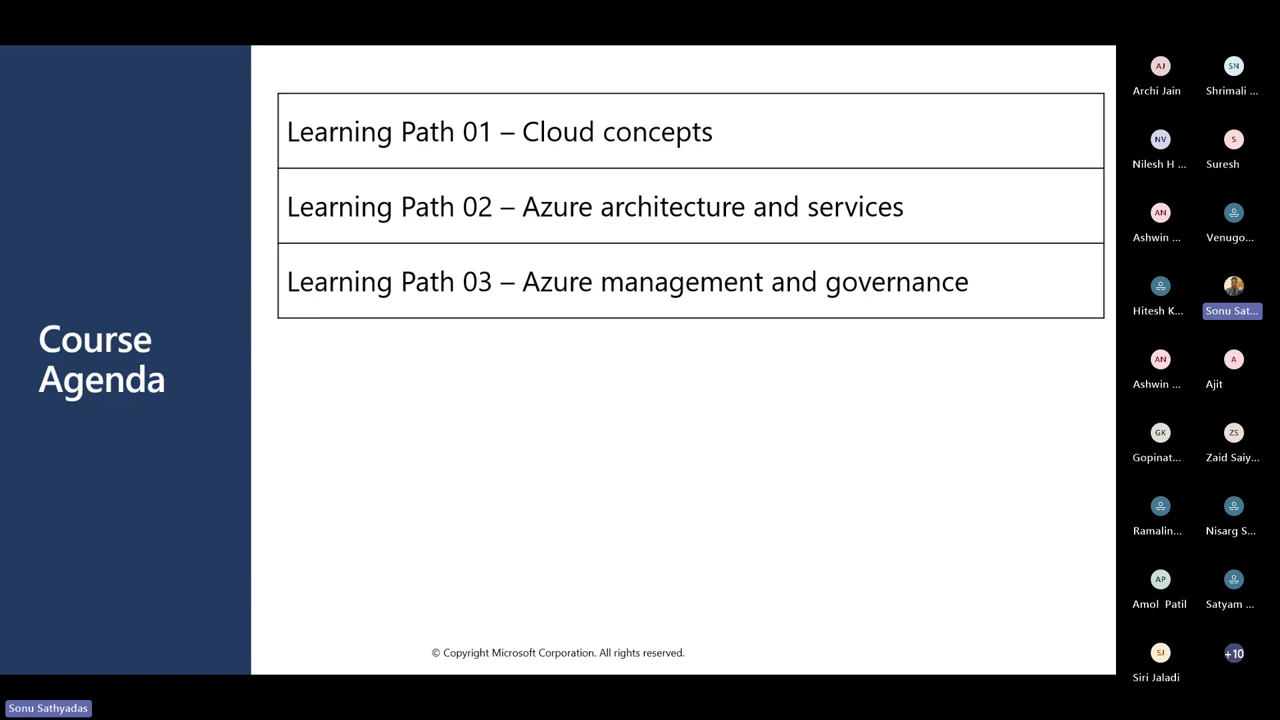 Course
Agenda
Learning Path 01 – Cloud concepts
Learning Path 02 – Azure architecture and services
Learning Path 03 – Azure management and governance
© Copyright Microsoft Corporation. All rights reserved.
AJ
Archi Jain
SN
Shrimali ...
NV
Nilesh H ...
S
Suresh
AN
Ashwin ...
Venugo...
Hitesh K...
Sonu Sat...
AN
Ashwin ...
A
Ajit
GK
Gopinat...
ZS
Zaid Saiy...
Ramalin...
Nisarg S...
AP
Amol Patil
Satyam ...
SJ
Siri Jaladi
+10
Sonu Sathyadas